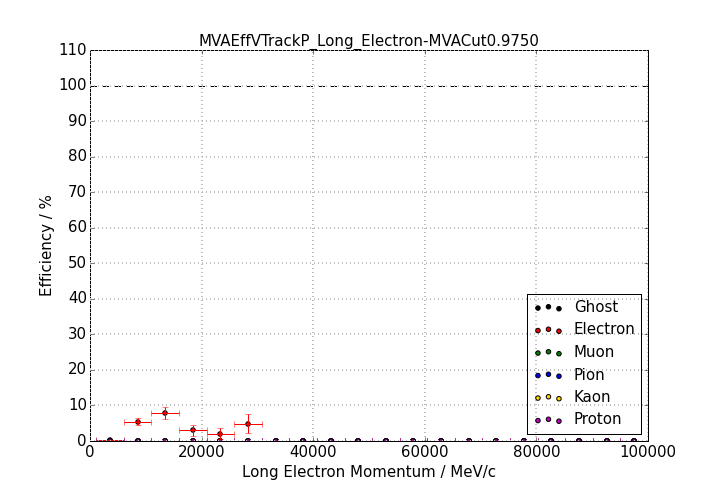 MVAEffVTrackP_Long_Electron-MVACut0.9750
110
100
90
80
70
60
50
40
30
20
10
0
Efficiency / %
Ghost
Electron
Muon
Pion
Kaon
Proton
0 20000 40000 60000 80000 100000
Long Electron Momentum / MeV/c